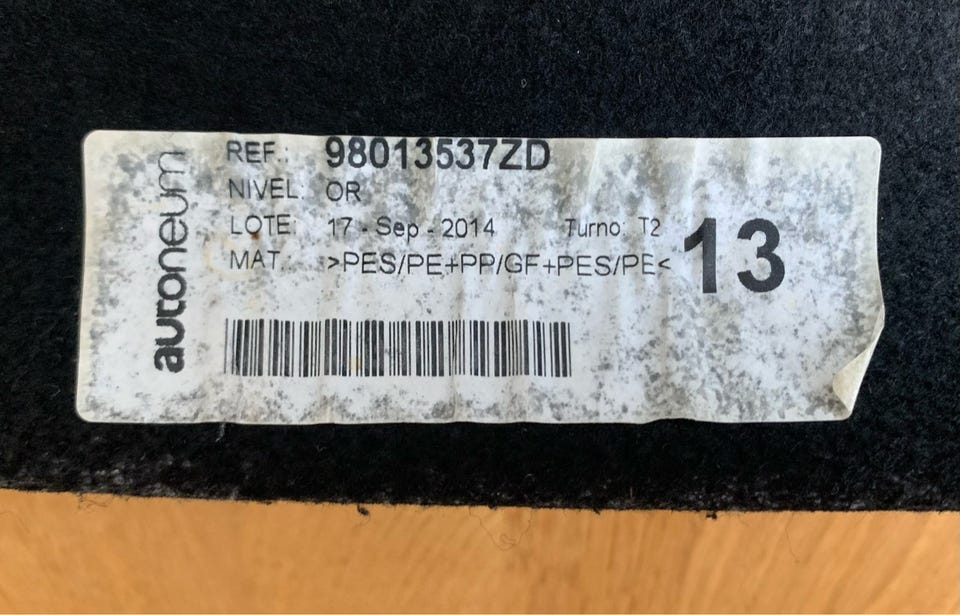 autoneum
REF.: 98013537ZD
NIVEL: OR
LOTE: 17 - Sep - 2014 Turno: T2
MAT.: >PES/PE+PP/GF+PES/PE<
13